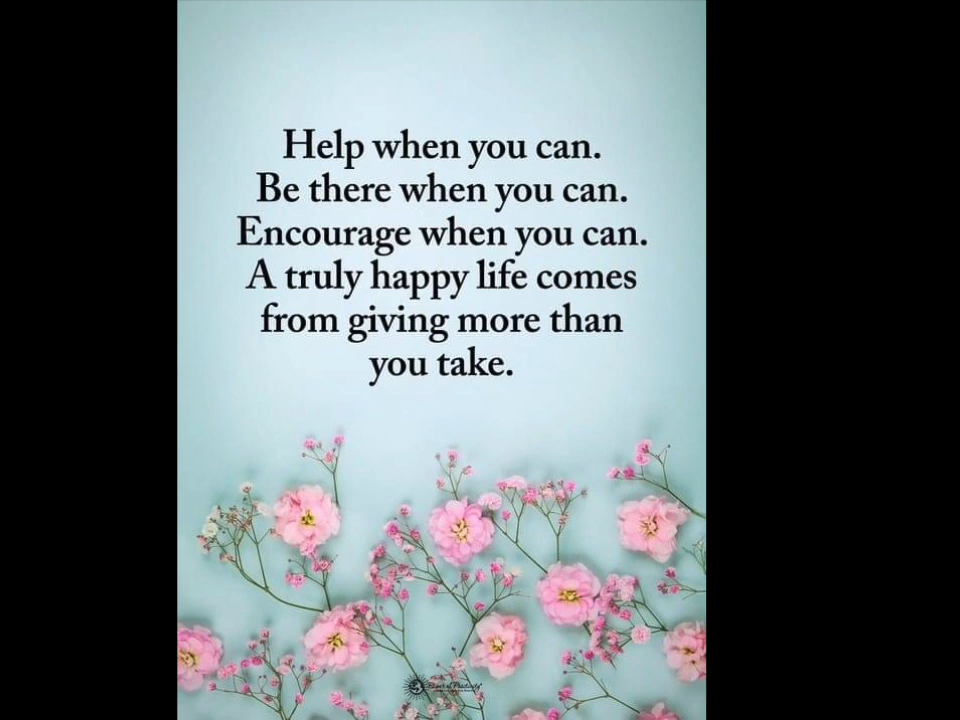 Help when you can.
Be there when you can.
Encourage when you can.
A truly happy life comes
from giving more than
you take.